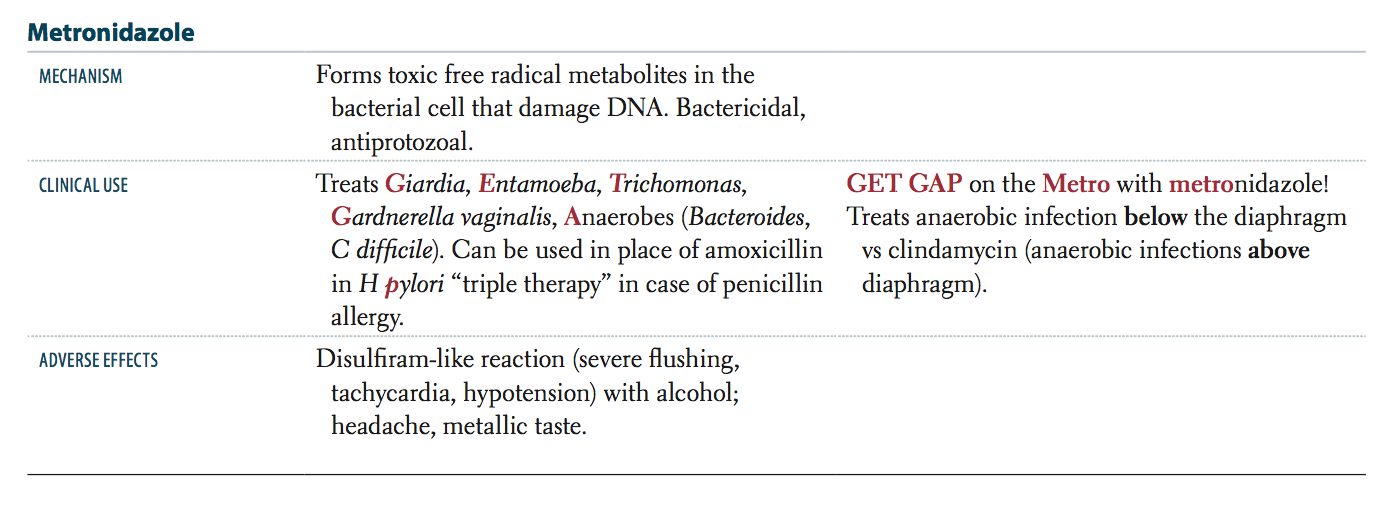 Metronidazole
MECHANISM
Forms toxic free radical metabolites in the
bacterial cell that damage DNA. Bactericidal,
antiprotozoal.
CLINICAL USE
Treats Giardia, Entamoeba, Trichomonas,
Gardnerella vaginalis, Anaerobes (Bacteroides,
C difficile). Can be used in place of amoxicillin
in H pylori “triple therapy” in case of penicillin
allergy.
GET GAP on the Metro with metronidazole!
Treats anaerobic infection below the diaphragm
vs clindamycin (anaerobic infections above
diaphragm).
ADVERSE EFFECTS
Disulfiram-like reaction (severe flushing,
tachycardia, hypotension) with alcohol;
headache, metallic taste.